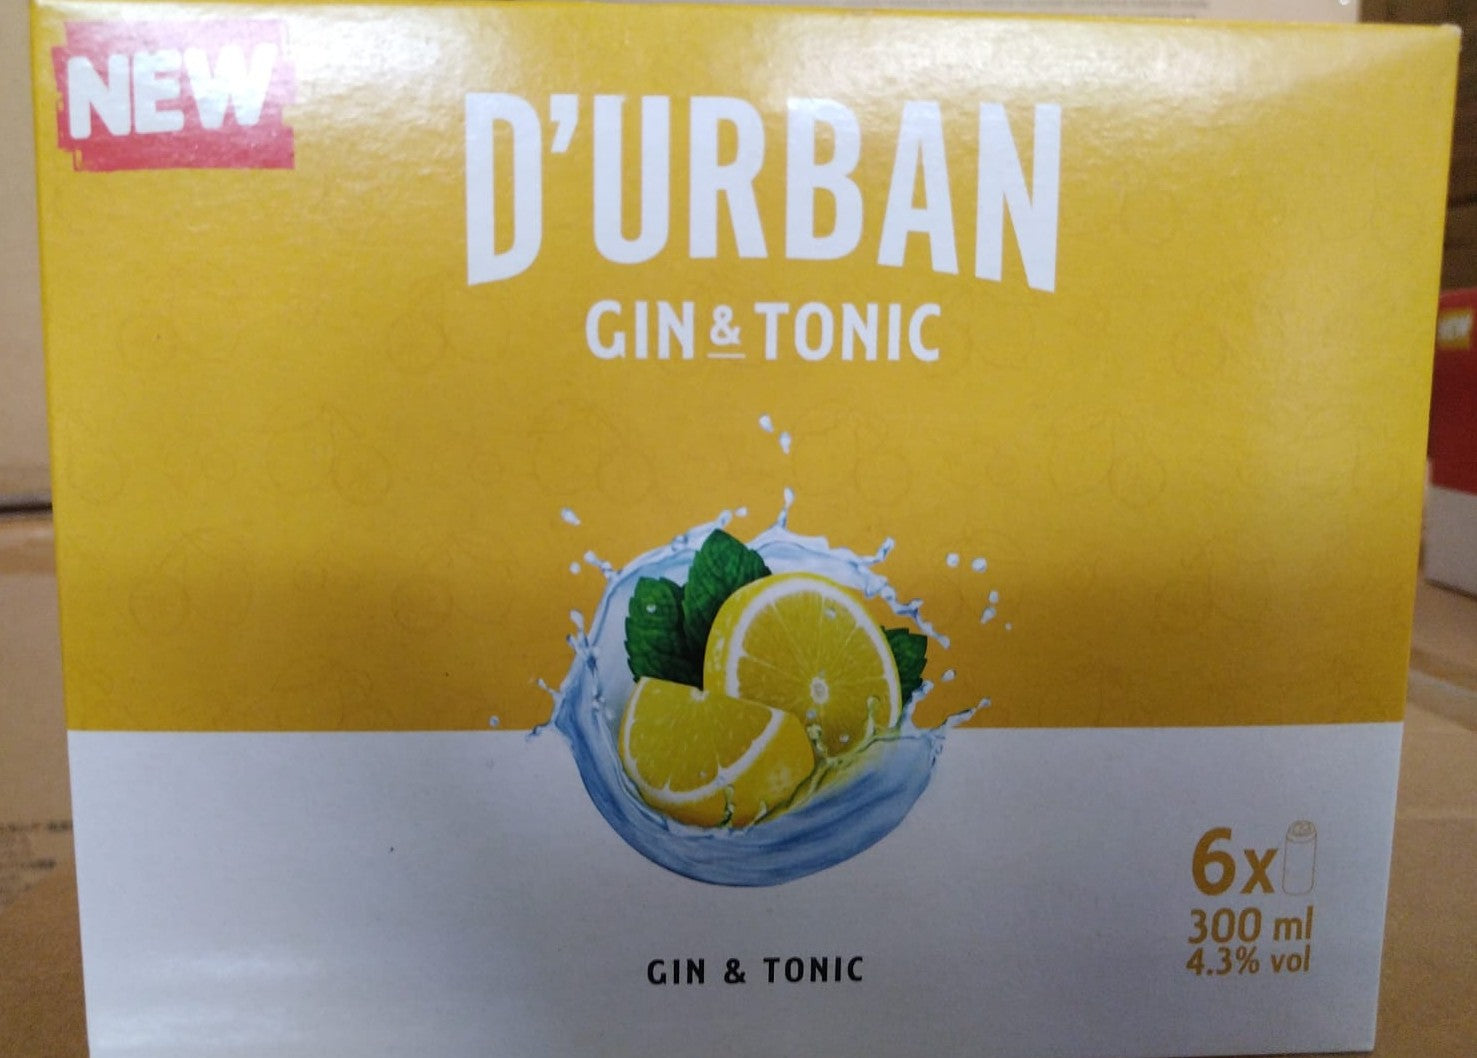 NEW
D'URBAN
GIN & TONIC
6x
300 ml
4.3% vol
GIN & TONIC